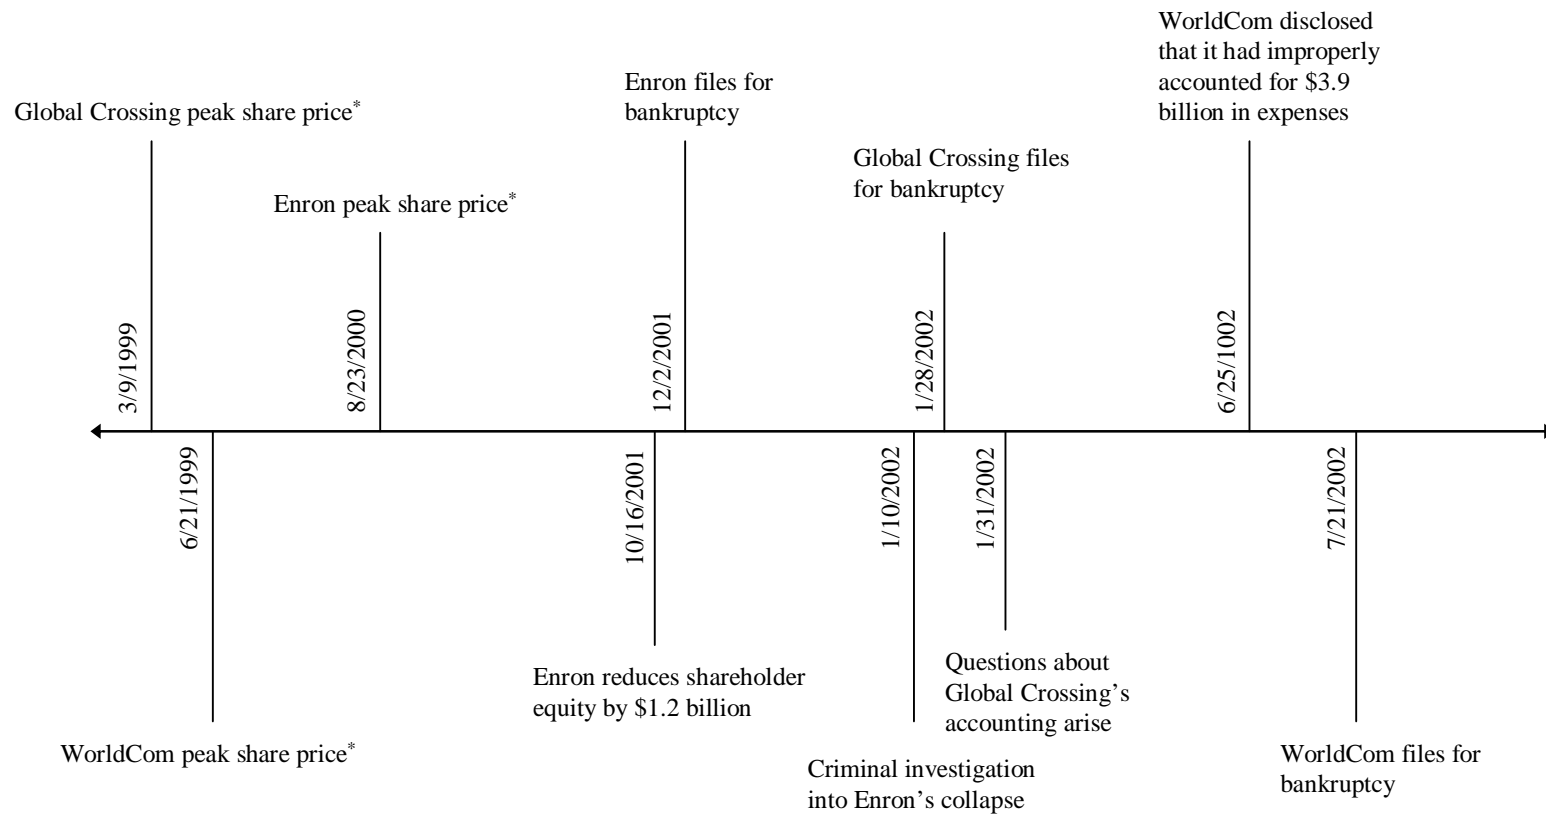 WorldCom disclosed
that it had improperly
accounted for $3.9
billion in expenses
Enron files for
bankruptcy
Global Crossing peak share price*
Global Crossing files
for bankruptcy
Enron peak share price*
3/9/1999
8/23/2000
12/2/2001
1/28/2002
6/25/1002
6/21/1999
10/16/2001
1/10/2002
1/31/2002
7/21/2002
Enron reduces shareholder
equity by $1.2 billion
Questions about
Global Crossing’s
accounting arise
WorldCom peak share price*
Criminal investigation
into Enron’s collapse
WorldCom files for
bankruptcy